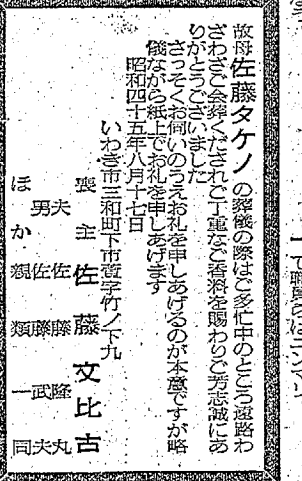 故母佐藤タケノの葬儀の際はご多忙中のところ遠路わ
ざわざご会葬くだされご丁重なご香料を賜わりご芳志誠にあ
りがとうございました
さっそくお伺いのうえお礼を申しあげるのが本意ですが略
儀ながら紙上でお礼を申しあげます
昭和四十五年八月十七日
いわき市三和町下市萱字竹ノ下九
喪主 佐藤文比古
夫 佐藤隆丸
男 佐藤武夫
ほか親類一同